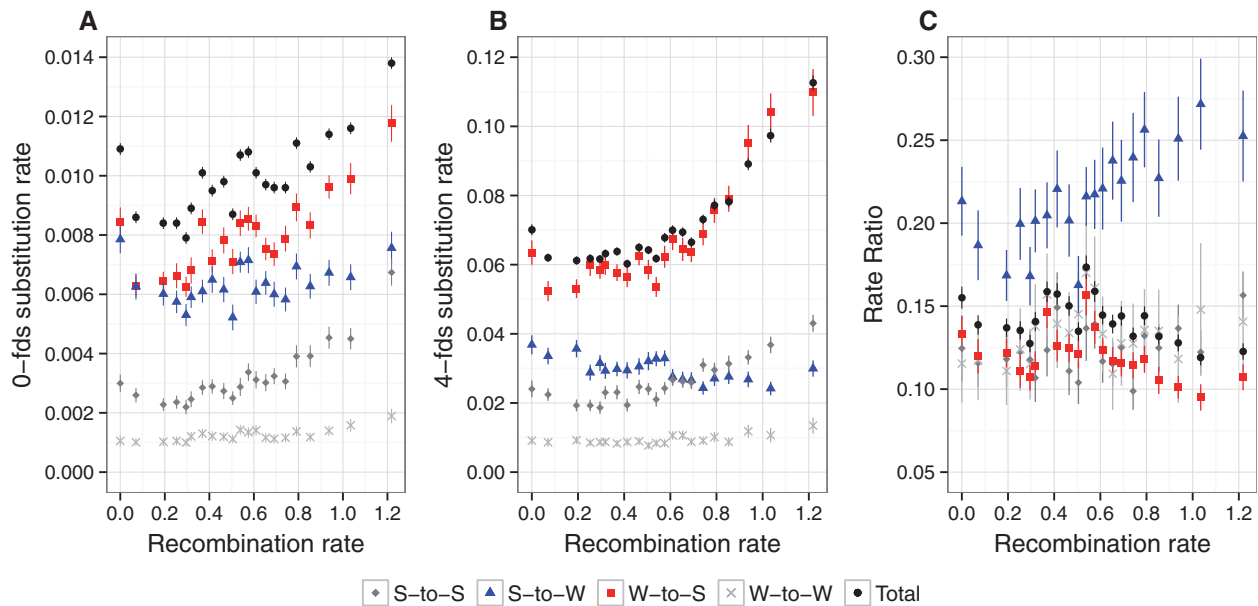 A
0.014
0.012
0.010
0.008
0.006
0.004
0.002
0.000
0−fds substitution rate
0.0 0.2 0.4 0.6 0.8 1.0 1.2
Recombination rate
B
0.12
0.10
0.08
0.06
0.04
0.02
0.00
4−fds substitution rate
0.0 0.2 0.4 0.6 0.8 1.0 1.2
Recombination rate
C
0.30
0.25
0.20
0.15
0.10
0.05
Rate Ratio
0.0 0.2 0.4 0.6 0.8 1.0 1.2
Recombination rate
S−to−S S−to−W W−to−S W−to−W Total